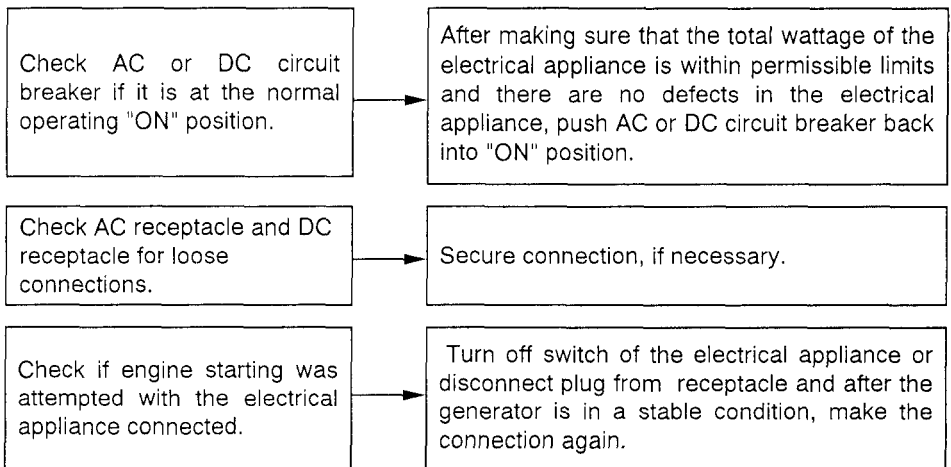 Check AC or DC circuit
breaker if it is at the normal
operating "ON" position.
After making sure that the total wattage of the
electrical appliance is within permissible limits
and there are no defects in the electrical
appliance, push AC or DC circuit breaker back
into "ON" position.
Check AC receptacle and DC
receptacle for loose
connections.
Secure connection, if necessary.
Check if engine starting was
attempted with the electrical
appliance connected.
Turn off switch of the electrical appliance or
disconnect plug from receptacle and after the
generator is in a stable condition, make the
connection again.